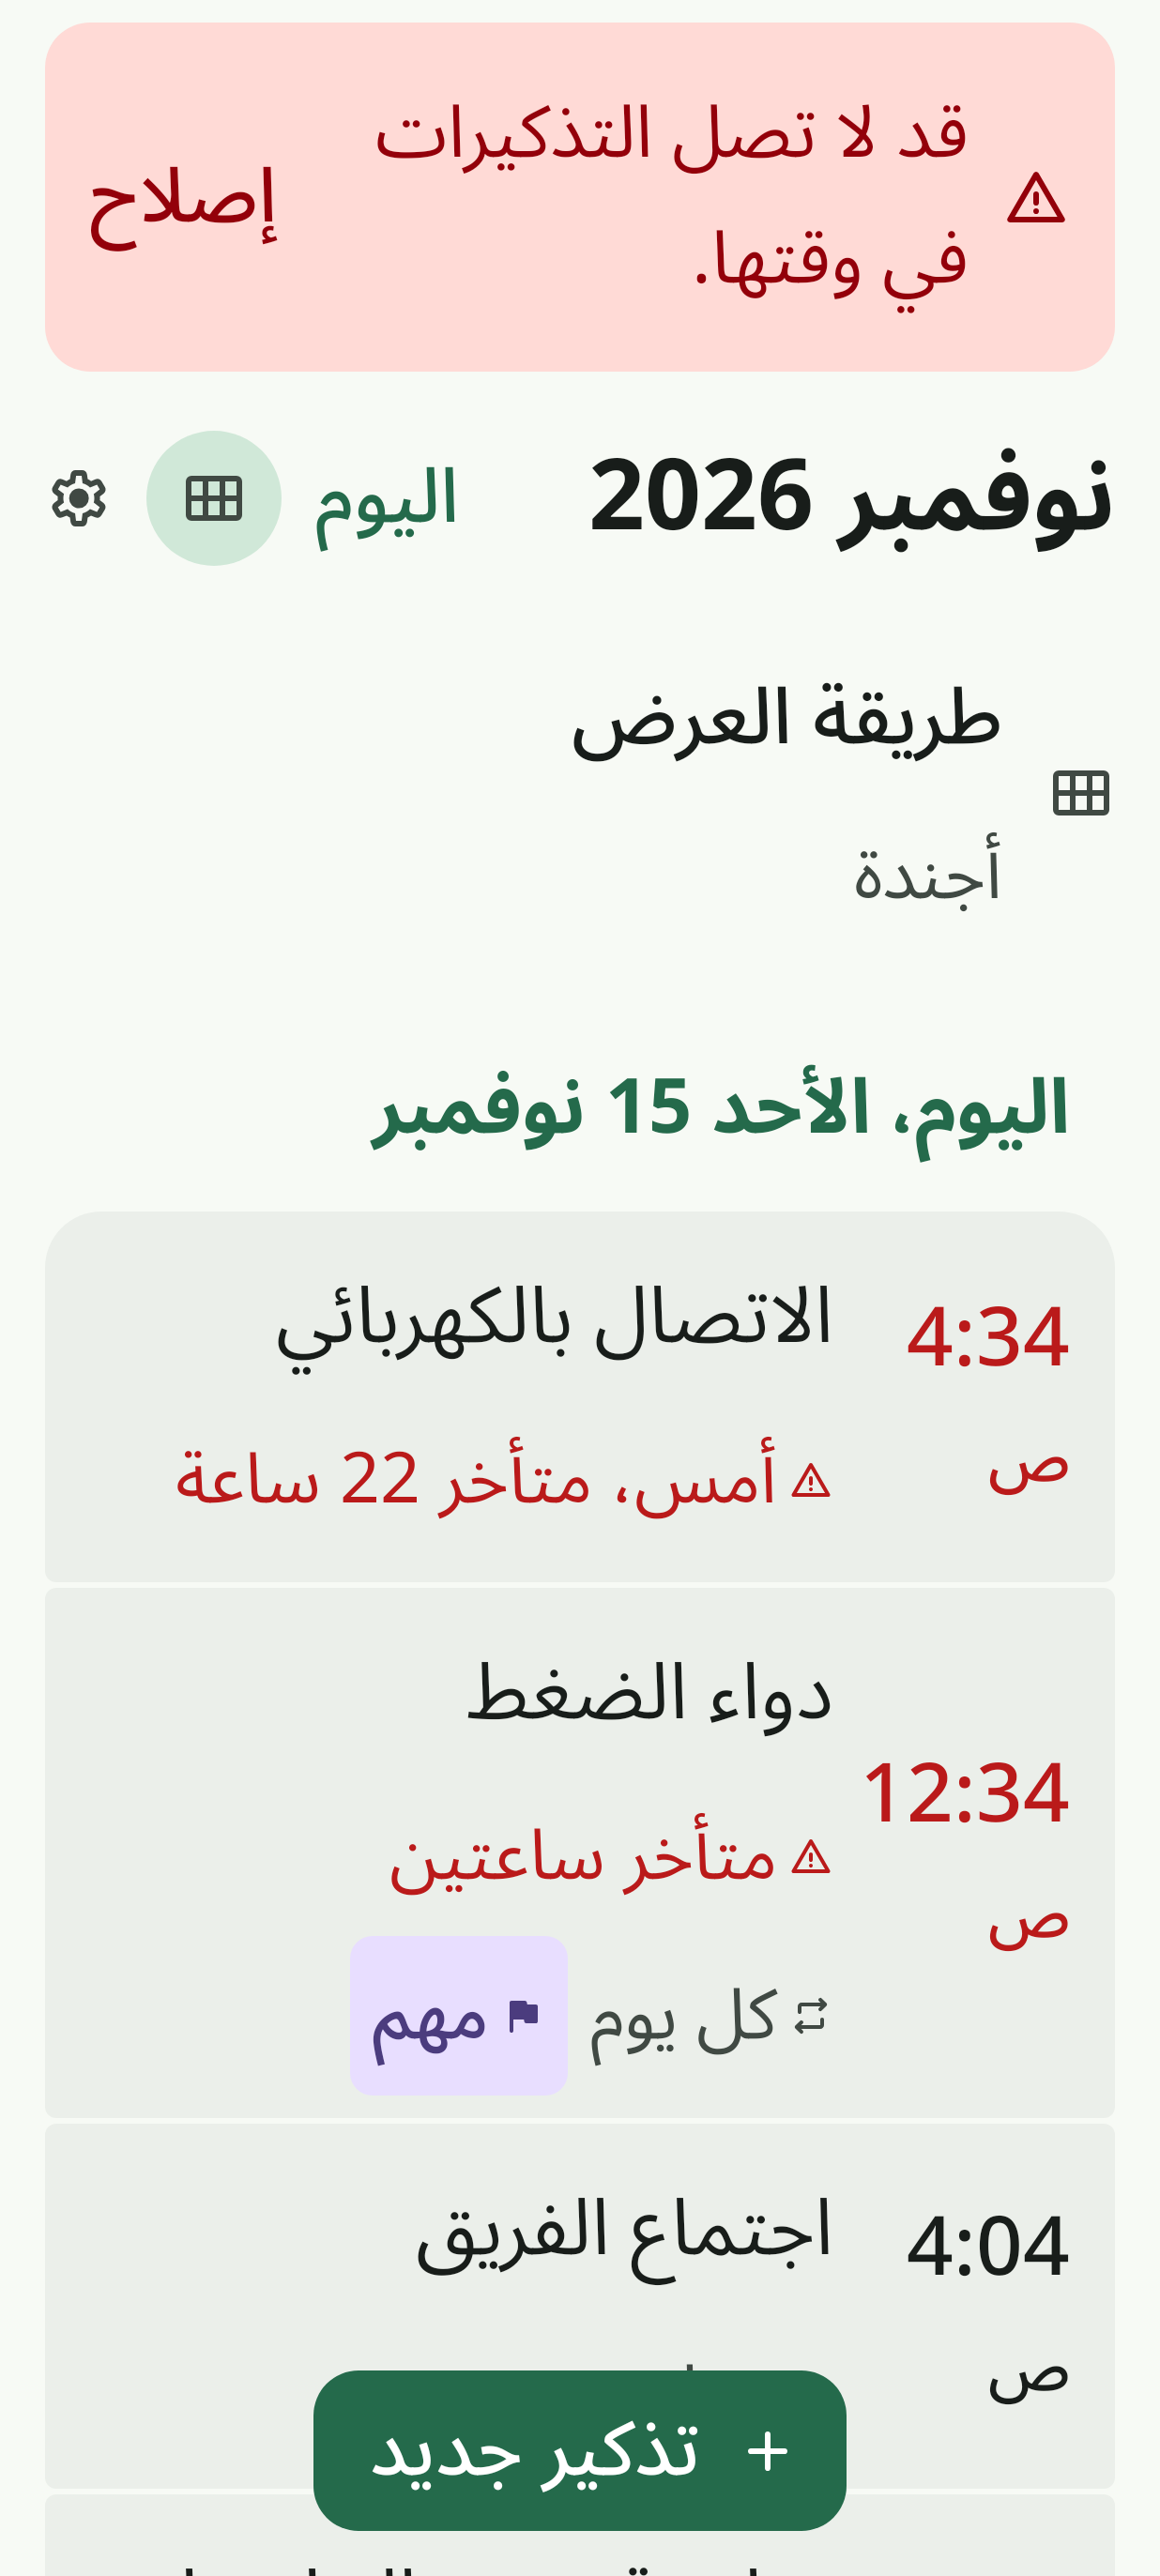 قد لا تصل التذكيرات
في وقتها.
إصلاح
نوفمبر 2026
اليوم
طريقة العرض
أجندة
اليوم، الأحد 15 نوفمبر
4:34
ص
الاتصال بالكهربائي
أمس، متأخر 22 ساعة
دواء الضغط
12:34
ص
متأخر ساعتين
كل يوم
مهم
اجتماع الفريق
4:04
ص
تذكير جديد